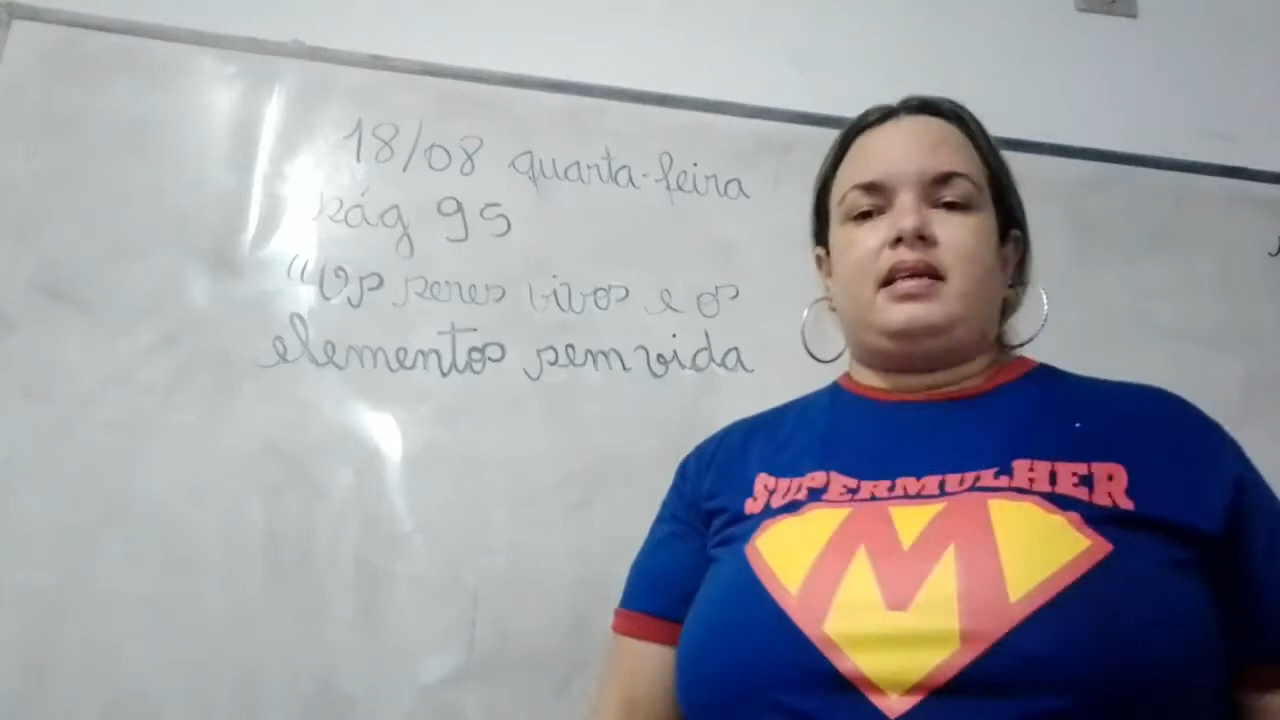 18/08 quarta-feira
pág 95
"Os seres vivos e os
elementos sem vida
SUPERMULHER
M